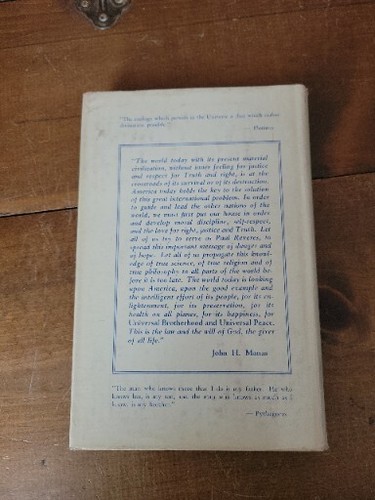 "The analogy which persists in the Universe is that which makes
— Pythagoras
"The world today with its present material
civilization, without inner feeling for justice
and respect for Truth and right, is at the
crossroads of its survival or of its destruction.
America today holds the key to the solution
of this great international problem. In order
to guide and lead the other nations of the
world, we must first put our house in order
and develop moral discipline, self-respect,
and the love for right, justice and Truth. Let
all of us try to serve as Paul Reveres, to
spread this important message of danger and
of hope. Let all of us propagate this knowl-
edge of true science, of true religion and of
true philosophy to all parts of the world be-
fore it is too late. The world today is looking
upon America, upon the good example and
the intelligent effort of its people, for its en-
lightenment, for its preservation, for its
health on all planes, for its happiness, for
Universal Brotherhood and Universal Peace.
This is the law and the will of God, the giver
of all life."
John H. Manas
"The man who knows more than I do is my father. He who
knows less, is my son, and the man who knows as much as I
know, is my brother."
— Pythagoras